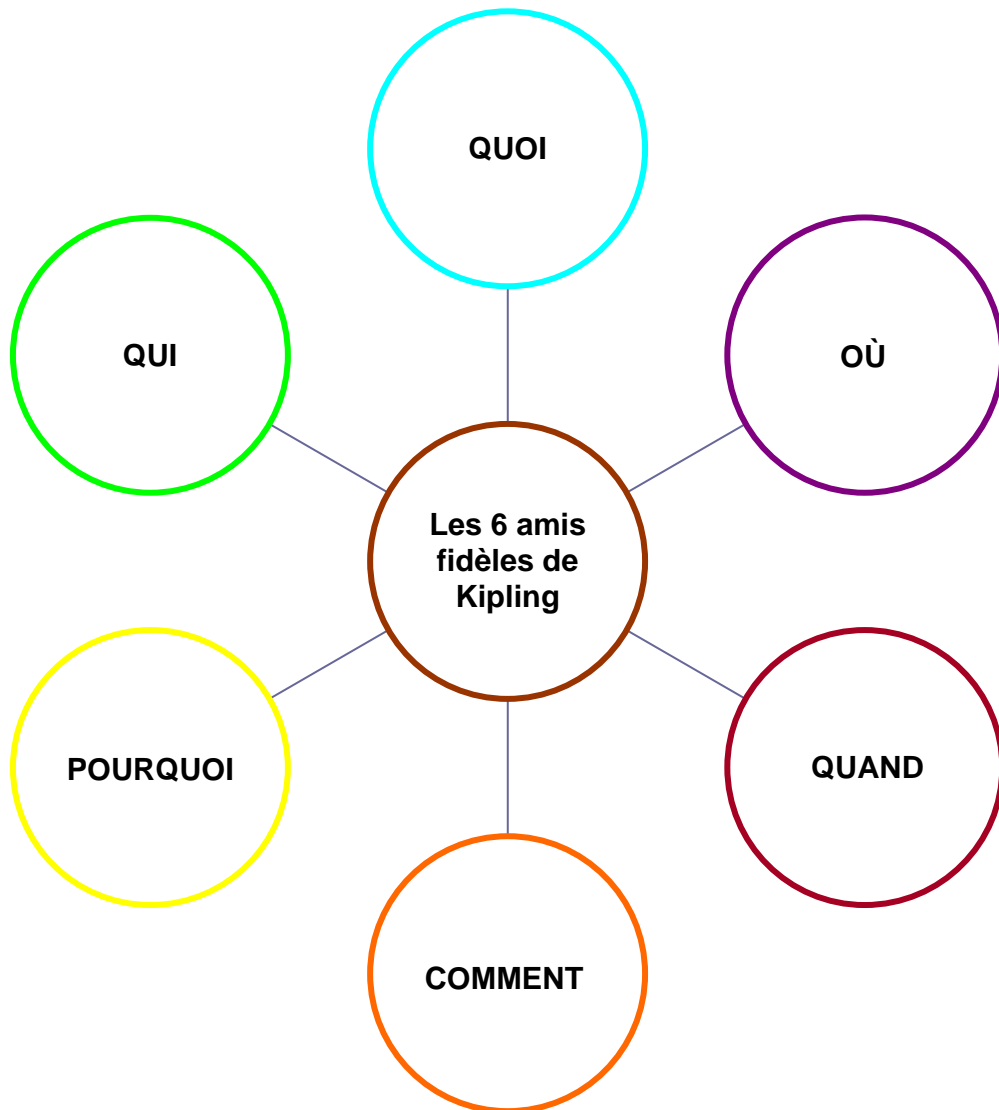 QUOI
QUI
OÙ
Les 6 amis
fidèles de
Kipling
POURQUOI
QUAND
COMMENT